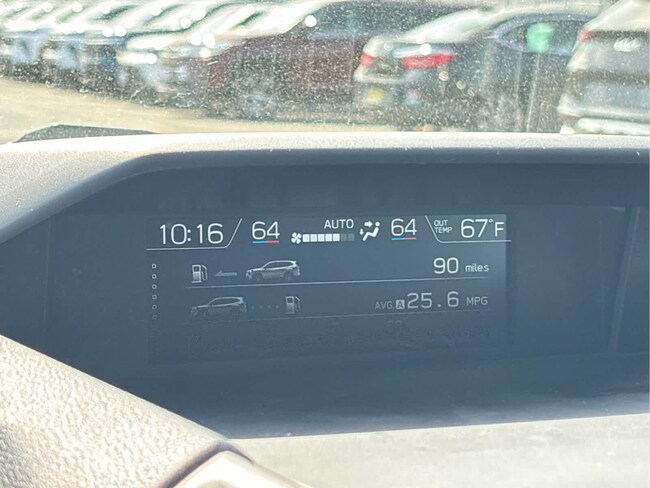 10:16 64 AUTO 64 OUT TEMP 67°F
90 miles
AVG A 25.6 MPG